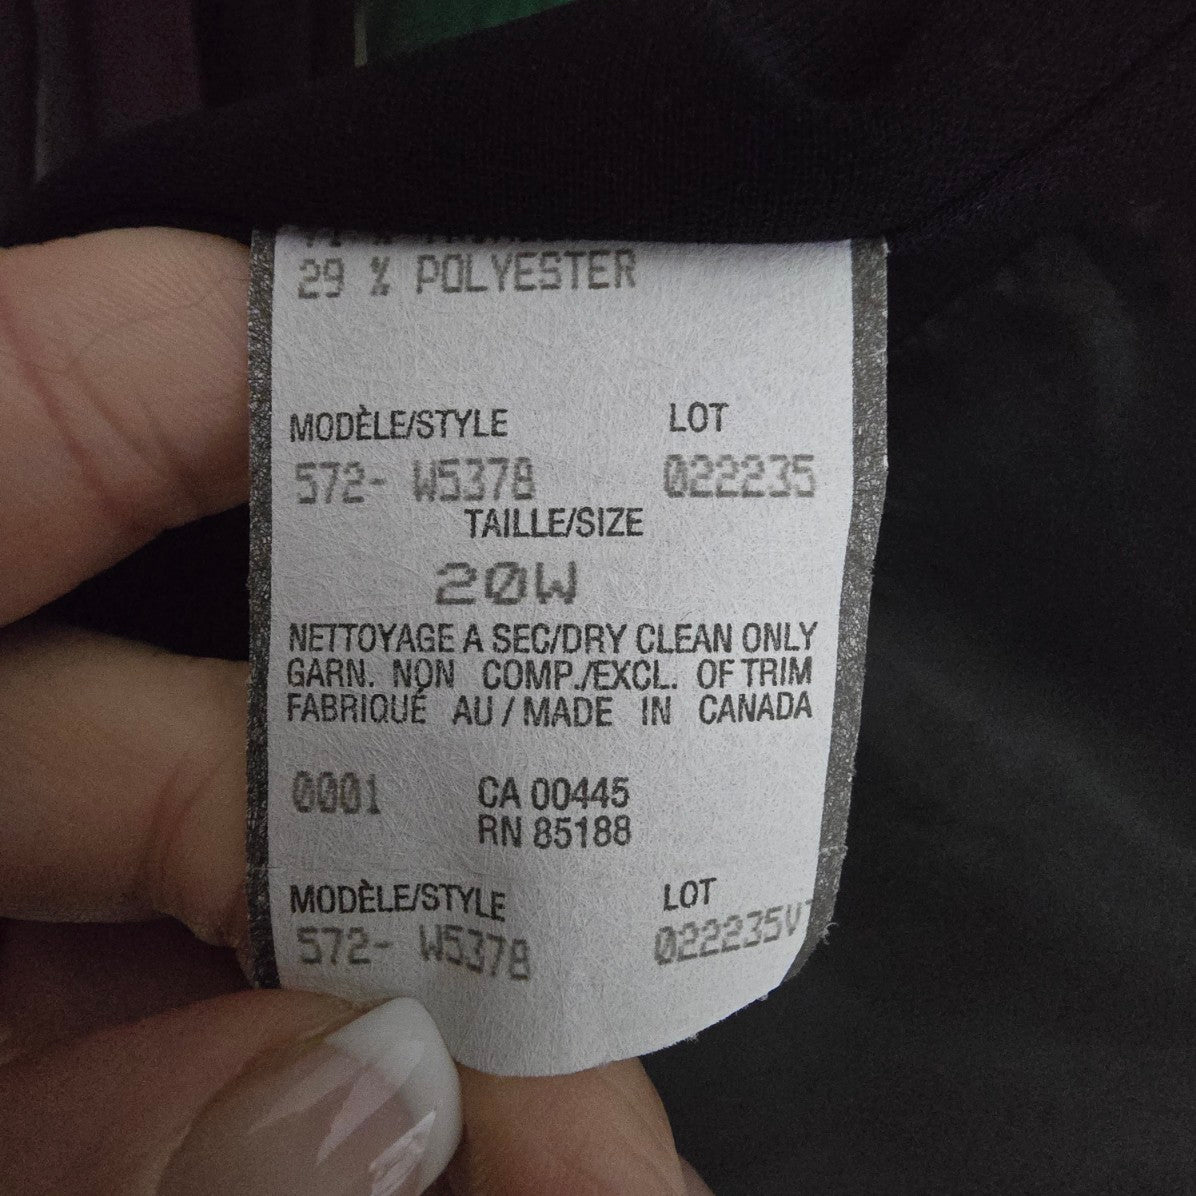 29 % POLYESTER
MODÈLE/STYLE LOT
572- W5378 022235
TAILLE/SIZE
20W
NETTOYAGE A SEC/DRY CLEAN ONLY
GARN. NON COMP./EXCL. OF TRIM
FABRIQUÉ AU / MADE IN CANADA
0001 CA 00445
RN 85188
MODÈLE/STYLE LOT
572- W5378 022235V